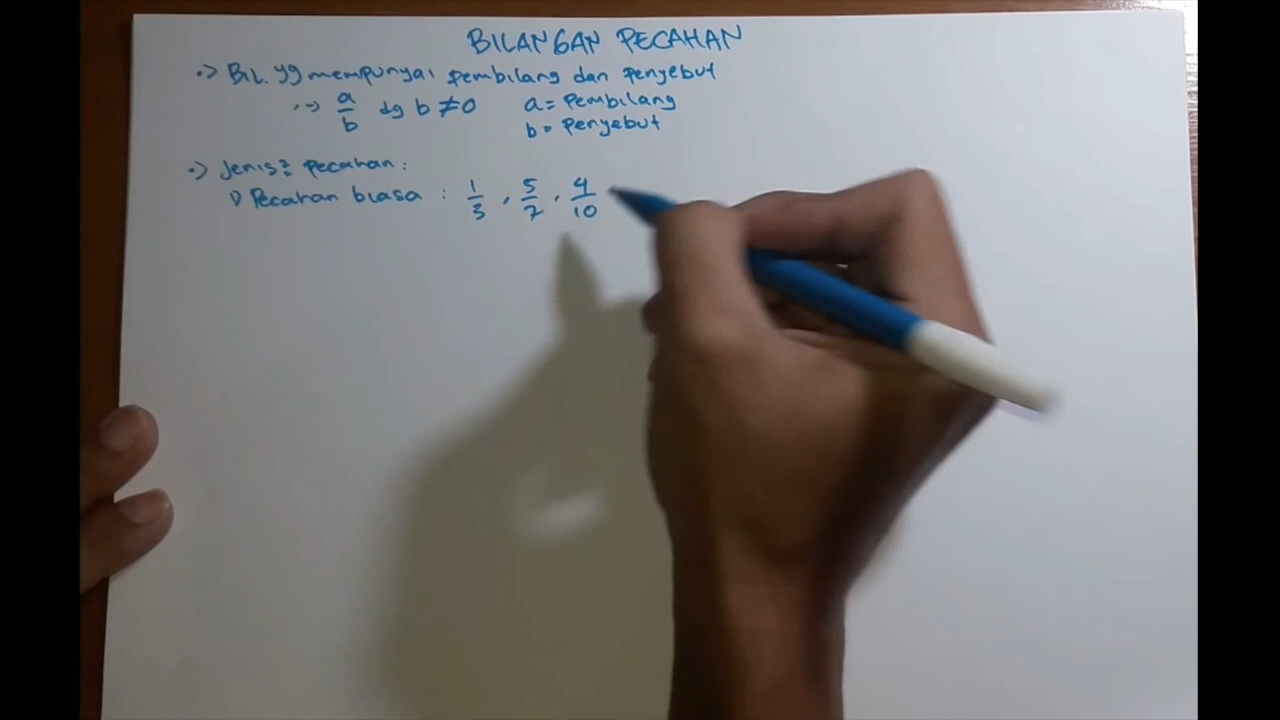 BILANGAN PECAHAN
•> Bil. yg mempunyai pembilang dan penyebut
•-> a/b dg b ≠ 0 a = Pembilang
b = Penyebut
•> Jenis2 pecahan :
1) Pecahan biasa : 1/3 , 5/7 , 4/10